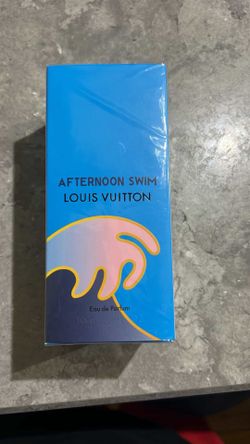 AFTERNOON SWIM
LOUIS VUITTON
Eau de Parfum